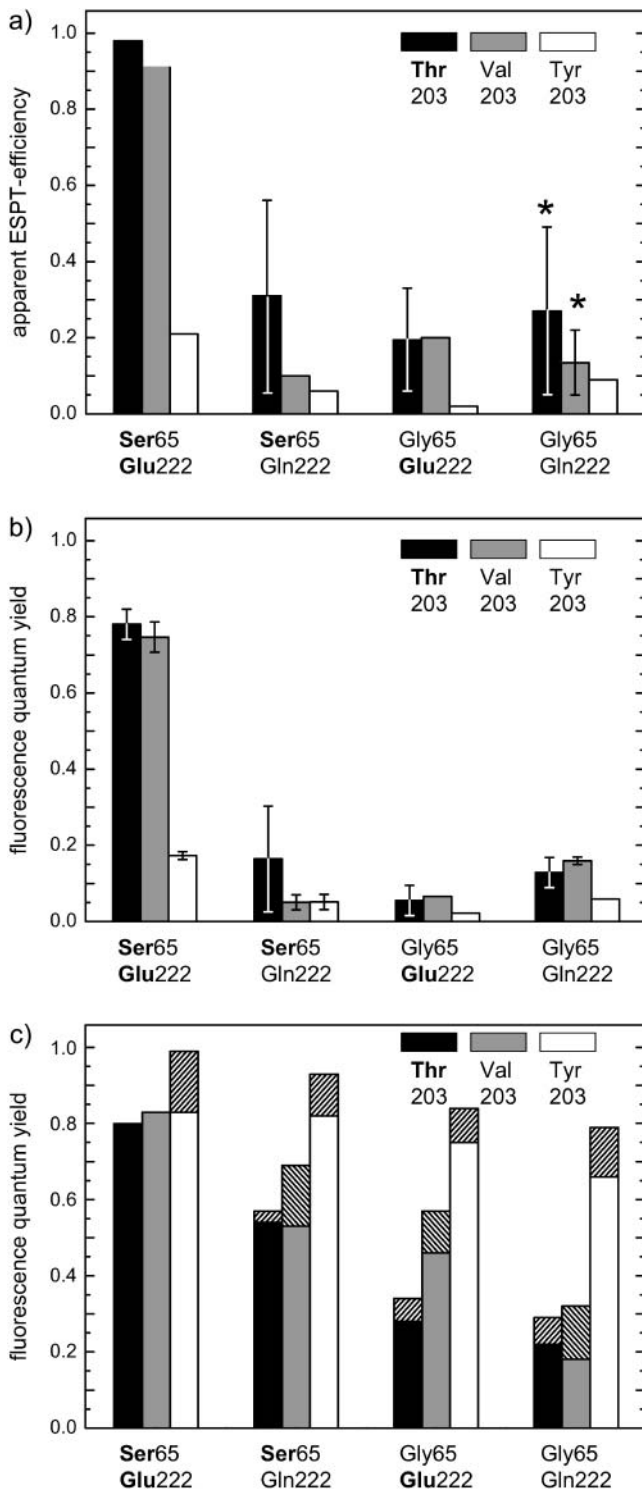 a)
apparent ESPT-efficiency
1.0
0.8
0.6
0.4
0.2
0.0
Thr Val Tyr
203 203 203
*
*
Ser65 Ser65 Gly65 Gly65
Glu222 Gln222 Glu222 Gln222
b)
fluorescence quantum yield
1.0
0.8
0.6
0.4
0.2
0.0
Thr Val Tyr
203 203 203
Ser65 Ser65 Gly65 Gly65
Glu222 Gln222 Glu222 Gln222
c)
fluorescence quantum yield
1.0
0.8
0.6
0.4
0.2
0.0
Thr Val Tyr
203 203 203
Ser65 Ser65 Gly65 Gly65
Glu222 Gln222 Glu222 Gln222